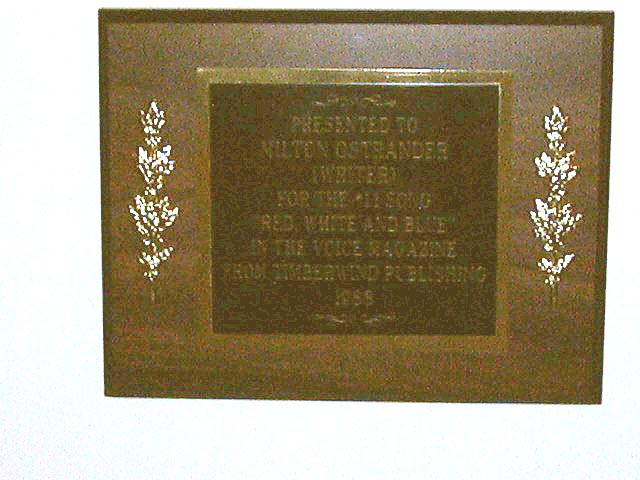 PRESENTED TO
MILTON OSTRANDER
(WRITER)
FOR THE #1 SONG
"RED, WHITE AND BLUE"
IN THE VOICE MAGAZINE
FROM TIMBERWIND PUBLISHING
1988